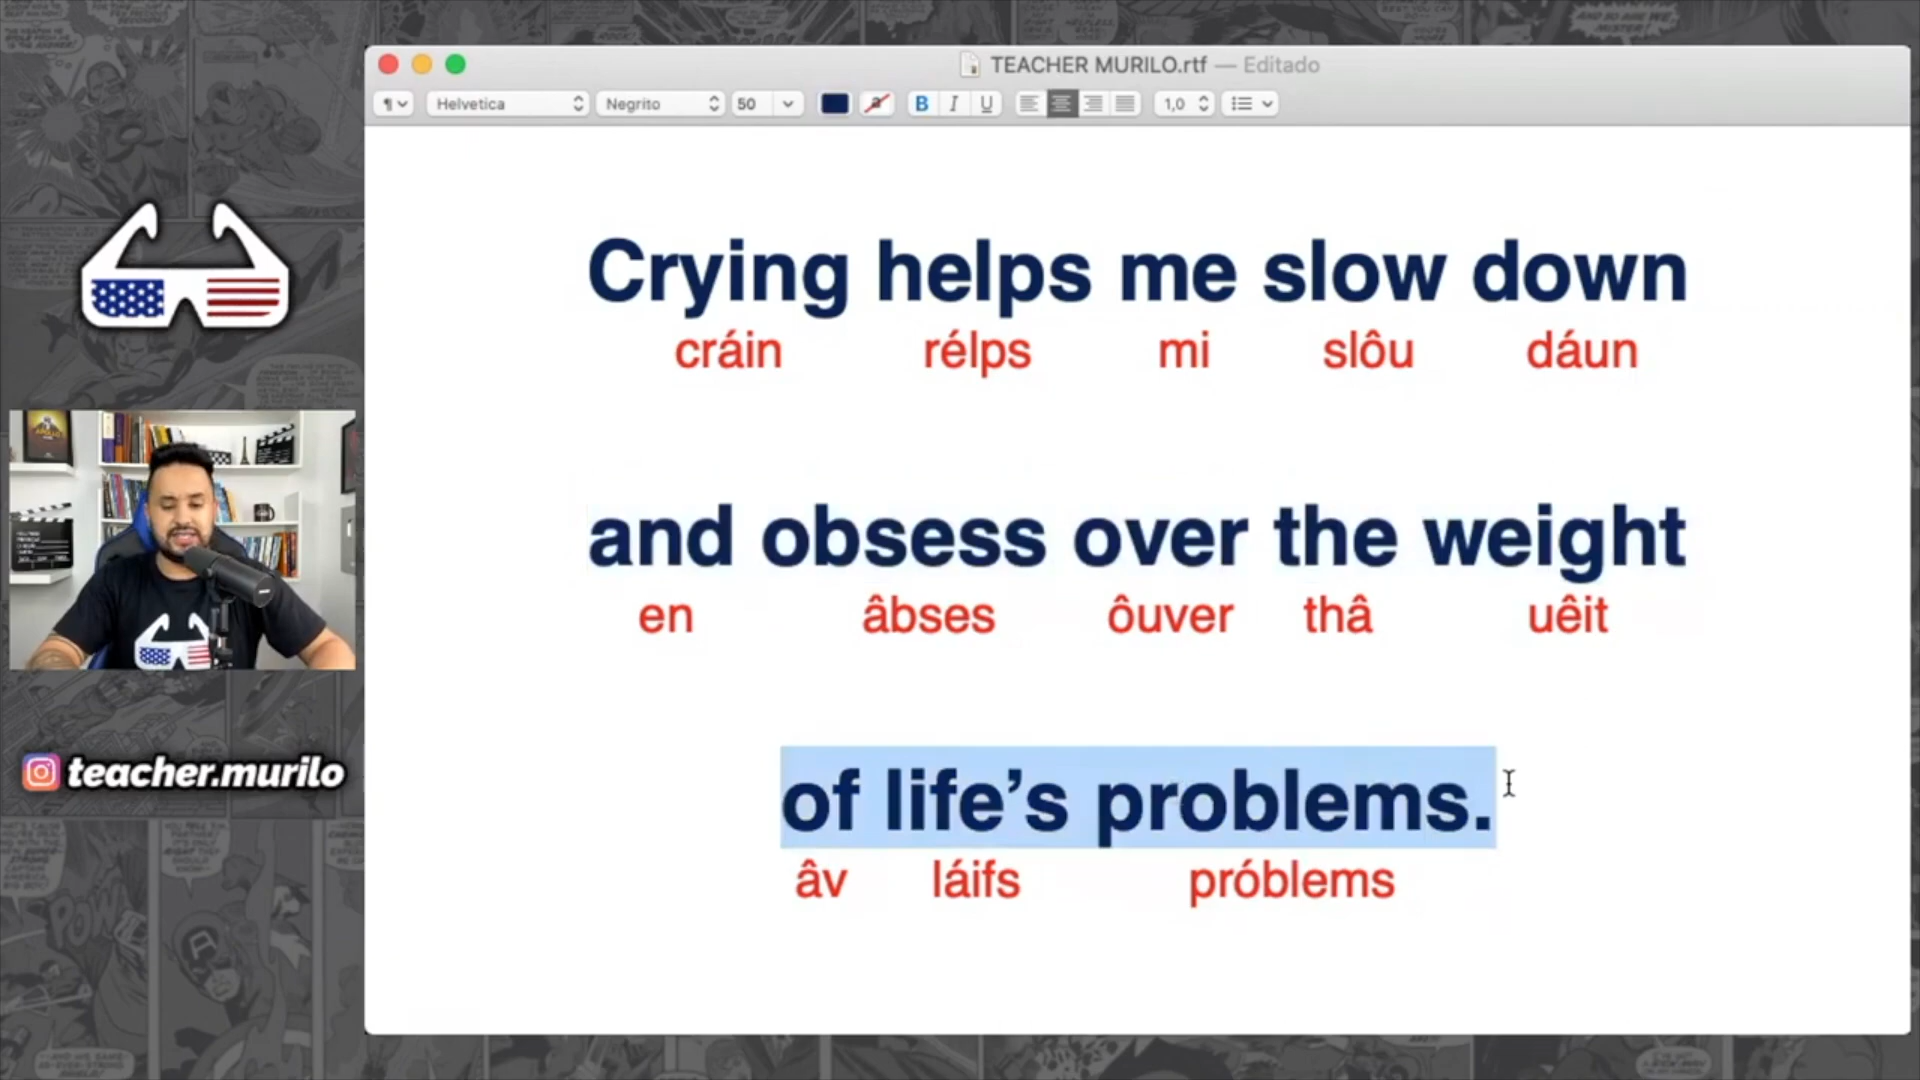 TEACHER MURILO.rtf — Editado
Helvetica Negrito 50 B I U 1,0
Crying helps me slow down
cráin rélps mi slôu dáun
and obsess over the weight
en âbses ôuver thâ uêit
of life’s problems.
âv láifs próblems
teacher.murilo
POW
A